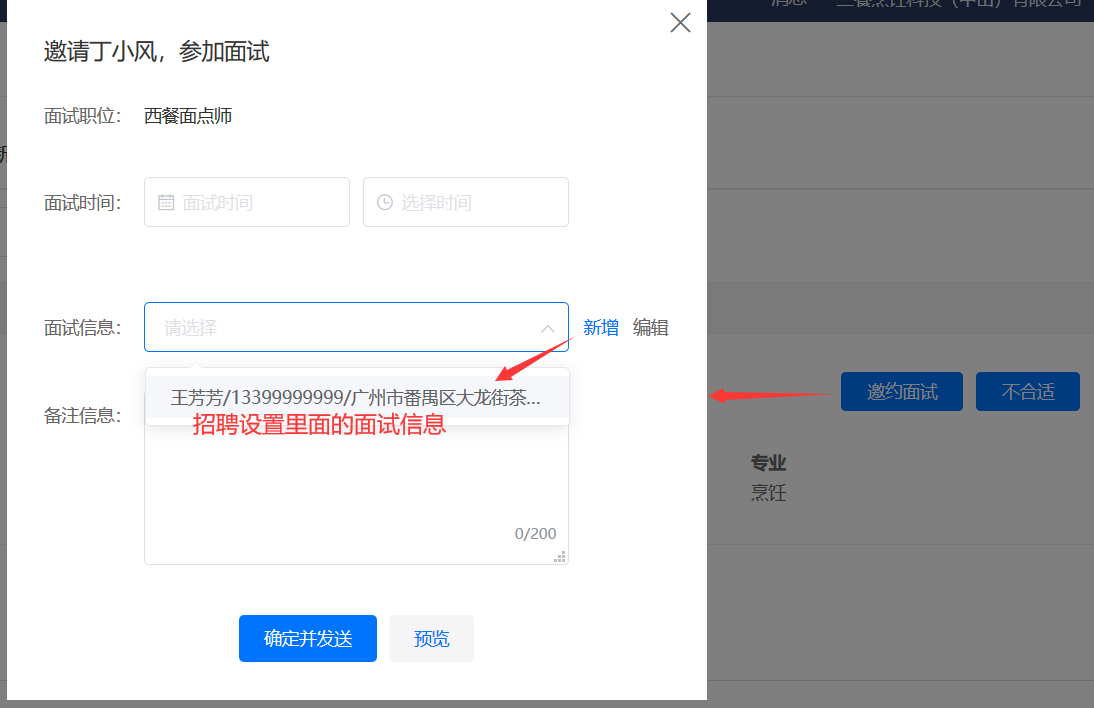 邀请丁小风，参加面试
面试职位： 西餐面点师
面试时间： 面试时间 选择时间
面试信息： 请选择 新增 编辑
王芳芳/13399999999/广州市番禺区大龙街茶...
招聘设置里面的面试信息
备注信息：
0/200
确定并发送 预览
邀约面试 不合适
专业
烹饪